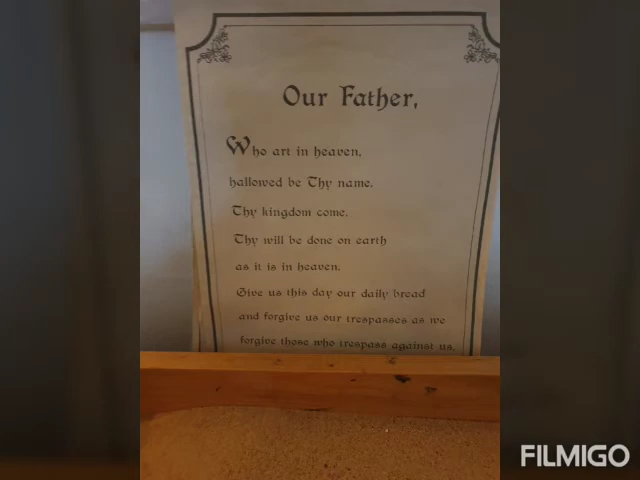 Our Father,
Who art in heaven,
hallowed be Thy name.
Thy kingdom come.
Thy will be done on earth
as it is in heaven.
Give us this day our daily bread
and forgive us our trespasses as we
forgive those who trespass against us.
FILMIGO